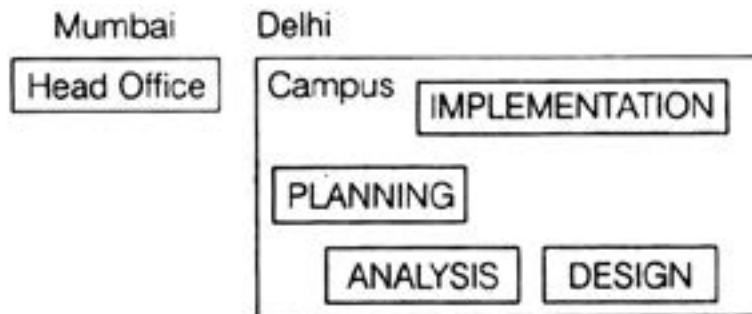 Mumbai Delhi
Head Office Campus
IMPLEMENTATION
PLANNING
ANALYSIS DESIGN